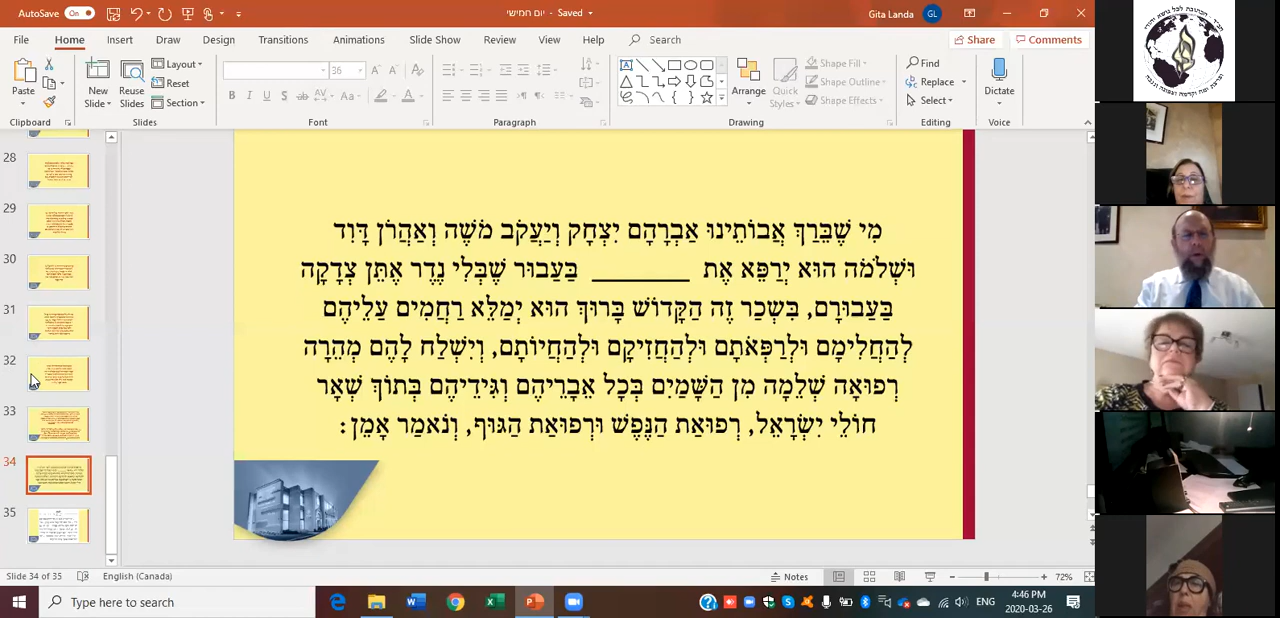 AutoSave On
יום חמישי - Saved
Gita Landa GL
File Home Insert Draw Design Transitions Animations Slide Show Review View Help Search Share Comments
Paste
New Slide
Reuse Slides
Layout
Reset
Section
36
B I U S ab AV Aa A
Arrange
Quick Styles
Shape Fill
Shape Outline
Shape Effects
Find
Replace
Select
Dictate
Clipboard Slides Font Paragraph Drawing Editing Voice
28
29
30
31
32
33
34
35
מִי שֶׁבֵּרַךְ אֲבוֹתֵינוּ אַבְרָהָם יִצְחָק וְיַעֲקֹב מֹשֶׁה וְאַהֲרֹן דָּוִד
וּשְׁלֹמֹה הוּא יְרַפֵּא אֶת ________ בַּעֲבוּר שֶׁבְּלִי נֶדֶר אֶתֵּן צְדָקָה
בַּעֲבוּרָם, בִּשְׂכַר זֶה הַקָּדוֹשׁ בָּרוּךְ הוּא יְמַלֵּא רַחֲמִים עֲלֵיהֶם
לְהַחֲלִימָם וּלְרַפְּאֹתָם וּלְהַחֲזִיקָם וּלְהַחֲיוֹתָם, וְיִשְׁלַח לָהֶם מְהֵרָה
רְפוּאָה שְׁלֵמָה מִן הַשָּׁמַיִם בְּכָל אֵבָרֵיהֶם וְגִידֵיהֶם בְּתוֹךְ שְׁאָר
חוֹלֵי יִשְׂרָאֵל, רְפוּאַת הַנֶּפֶשׁ וּרְפוּאַת הַגּוּף, וְנֹאמַר אָמֵן:
Slide 34 of 35 English (Canada) Notes 72%
Type here to search
ENG
4:46 PM
2020-03-26